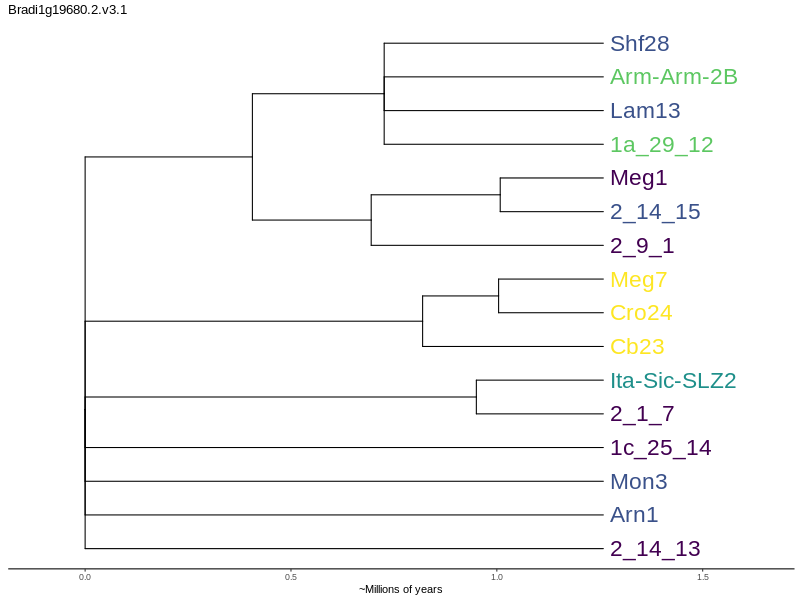 Bradi1g19680.2.v3.1
Shf28
Arm-Arm-2B
Lam13
1a_29_12
Meg1
2_14_15
2_9_1
Meg7
Cro24
Cb23
Ita-Sic-SLZ2
2_1_7
1c_25_14
Mon3
Arn1
2_14_13
0.0 0.5 1.0 1.5
~Millions of years